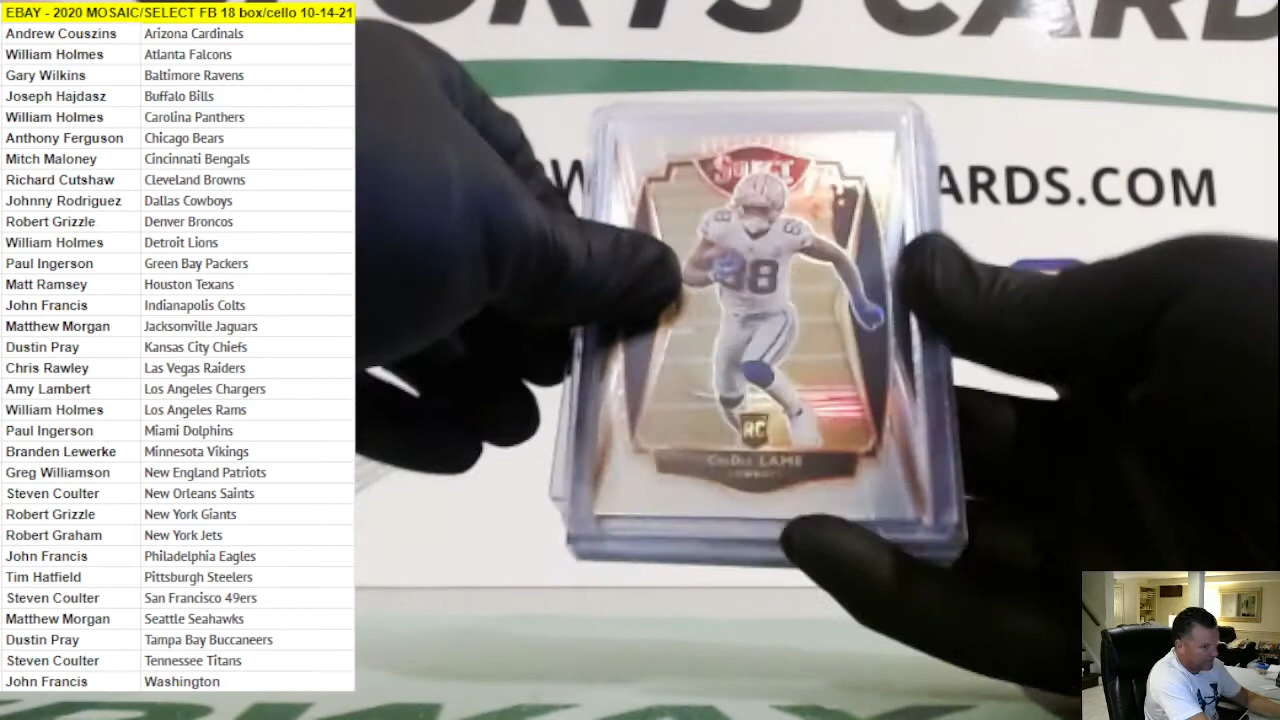 EBAY - 2020 MOSAIC/SELECT FB 18 box/cello 10-14-21
Andrew Couszins Arizona Cardinals
William Holmes Atlanta Falcons
Gary Wilkins Baltimore Ravens
Joseph Hajdasz Buffalo Bills
William Holmes Carolina Panthers
Anthony Ferguson Chicago Bears
Mitch Maloney Cincinnati Bengals
Richard Cutshaw Cleveland Browns
Johnny Rodriguez Dallas Cowboys
Robert Grizzle Denver Broncos
William Holmes Detroit Lions
Paul Ingerson Green Bay Packers
Matt Ramsey Houston Texans
John Francis Indianapolis Colts
Matthew Morgan Jacksonville Jaguars
Dustin Pray Kansas City Chiefs
Chris Rawley Las Vegas Raiders
Amy Lambert Los Angeles Chargers
William Holmes Los Angeles Rams
Paul Ingerson Miami Dolphins
Branden Lewerke Minnesota Vikings
Greg Williamson New England Patriots
Steven Coulter New Orleans Saints
Robert Grizzle New York Giants
Robert Graham New York Jets
John Francis Philadelphia Eagles
Tim Hatfield Pittsburgh Steelers
Steven Coulter San Francisco 49ers
Matthew Morgan Seattle Seahawks
Dustin Pray Tampa Bay Buccaneers
Steven Coulter Tennessee Titans
John Francis Washington
SPORTS CARD
W ARDS.COM
SELECT
88
88
RC
CEEDEE LAMB
COWBOYS